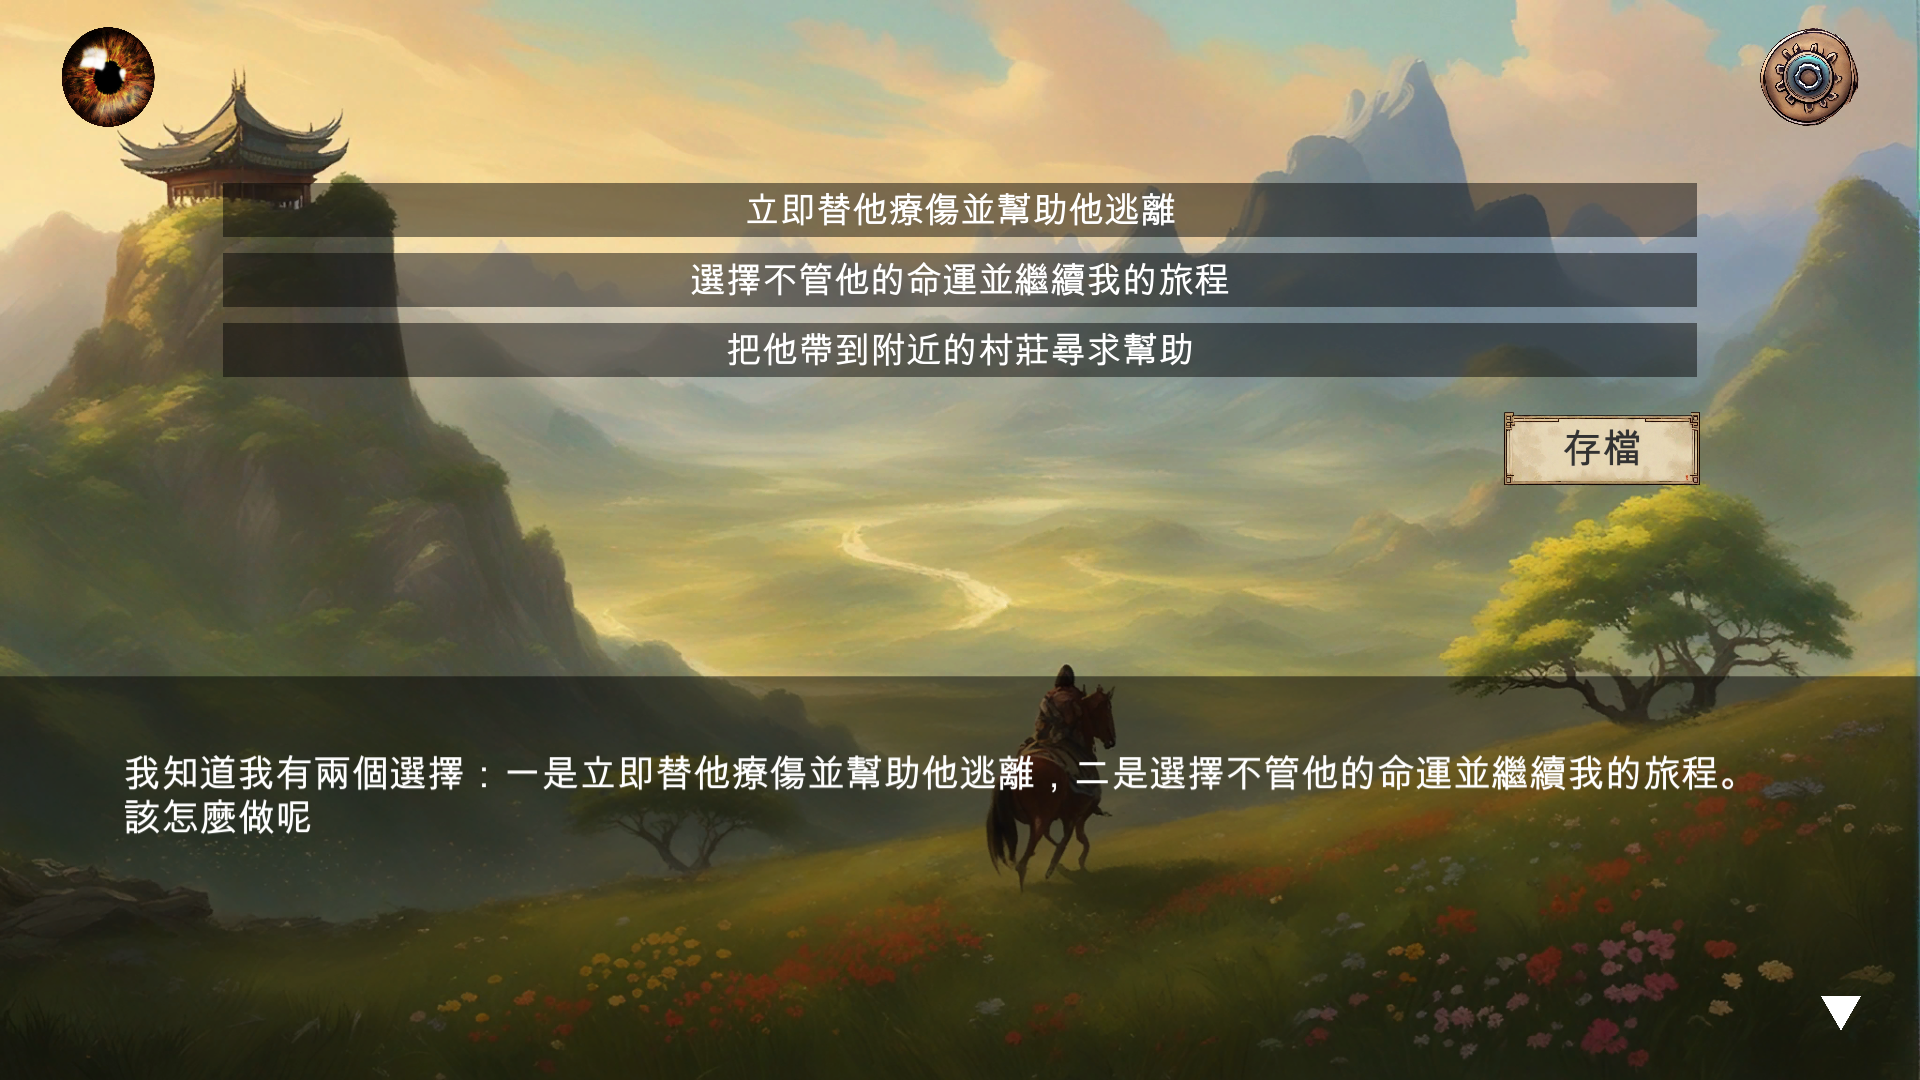 立即替他療傷並幫助他逃離
選擇不管他的命運並繼續我的旅程
把他帶到附近的村莊尋求幫助
存檔
我知道我有兩個選擇：一是立即替他療傷並幫助他逃離，二是選擇不管他的命運並繼續我的旅程。
該怎麼做呢